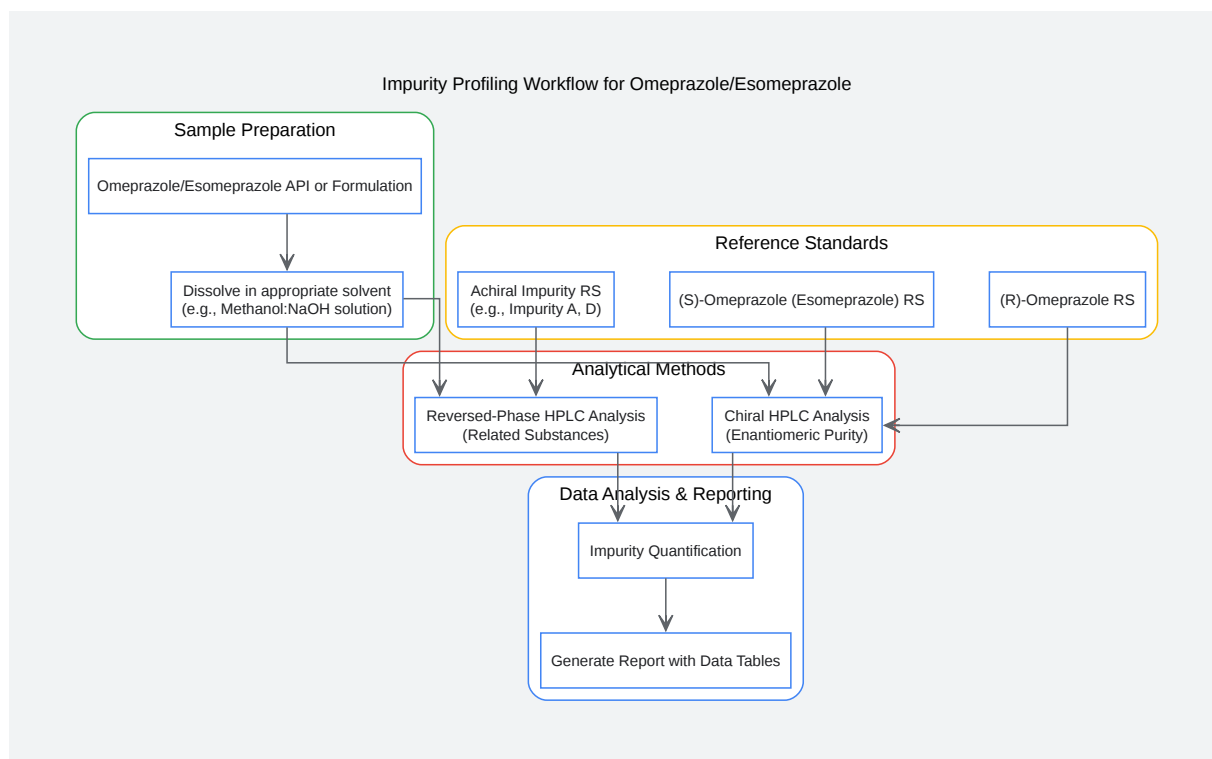 Impurity Profiling Workflow for Omeprazole/Esomeprazole
Sample Preparation
Omeprazole/Esomeprazole API or Formulation
Dissolve in appropriate solvent
(e.g., Methanol:NaOH solution)
Reference Standards
Achiral Impurity RS
(e.g., Impurity A, D)
(S)-Omeprazole (Esomeprazole) RS
(R)-Omeprazole RS
Analytical Methods
Reversed-Phase HPLC Analysis
(Related Substances)
Chiral HPLC Analysis
(Enantiomeric Purity)
Data Analysis & Reporting
Impurity Quantification
Generate Report with Data Tables